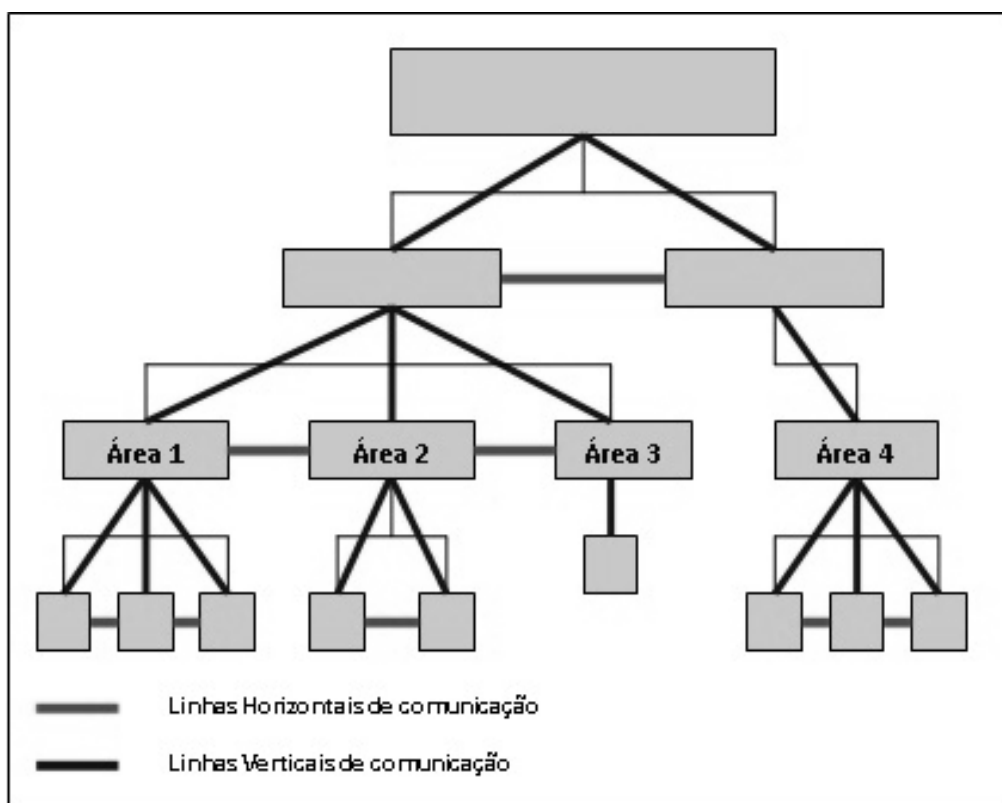 Área 1
Área 2
Área 3
Área 4
Linhas Horizontais de comunicação
Linhas Verticais de comunicação